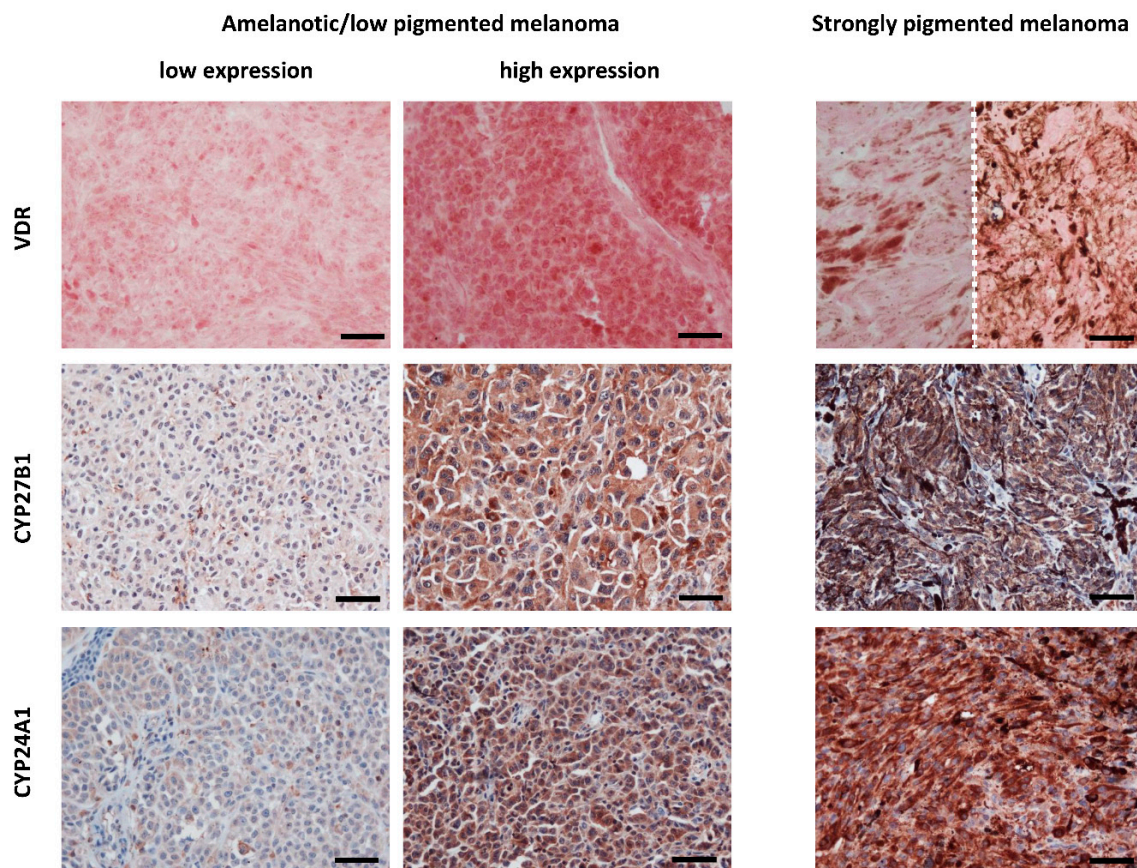 Amelanotic/low pigmented melanoma
Strongly pigmented melanoma
low expression
high expression
VDR
CYP27B1
CYP24A1